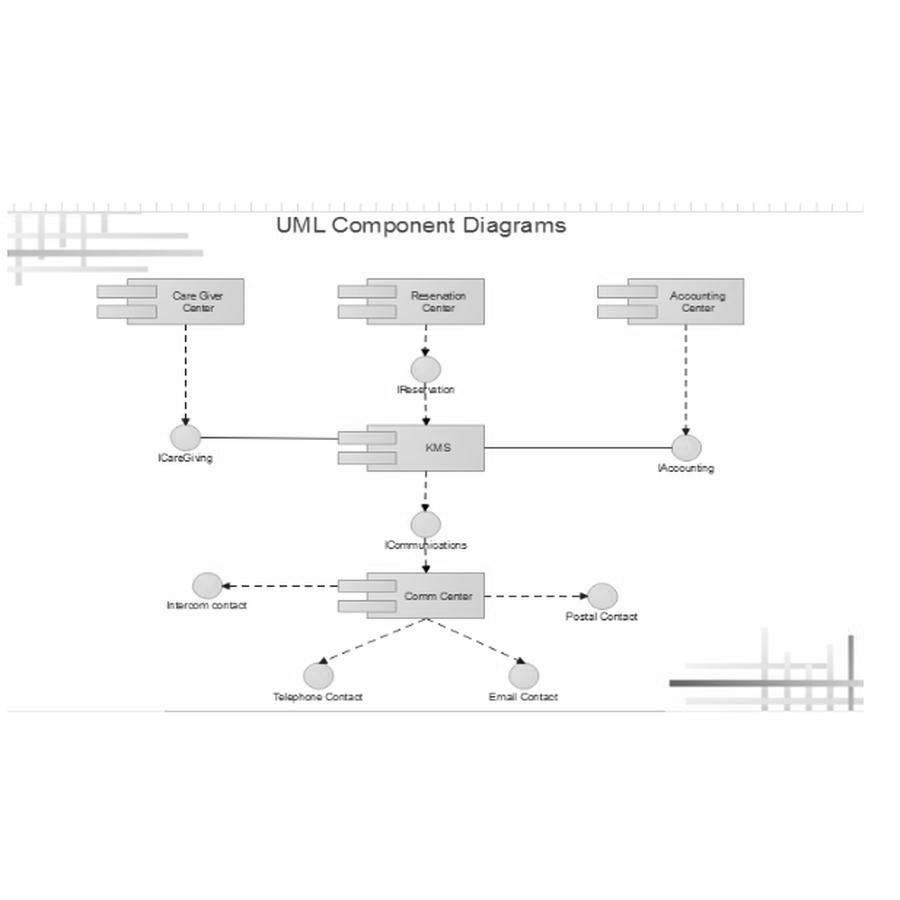 UML Component Diagrams
Care Giver
Center
Reservation
Center
Accounting
Center
IReservation
KMS
ICareGiving
IAccounting
ICommunications
Comm Center
Intercom contact
Postal Contact
Telephone Contact
Email Contact